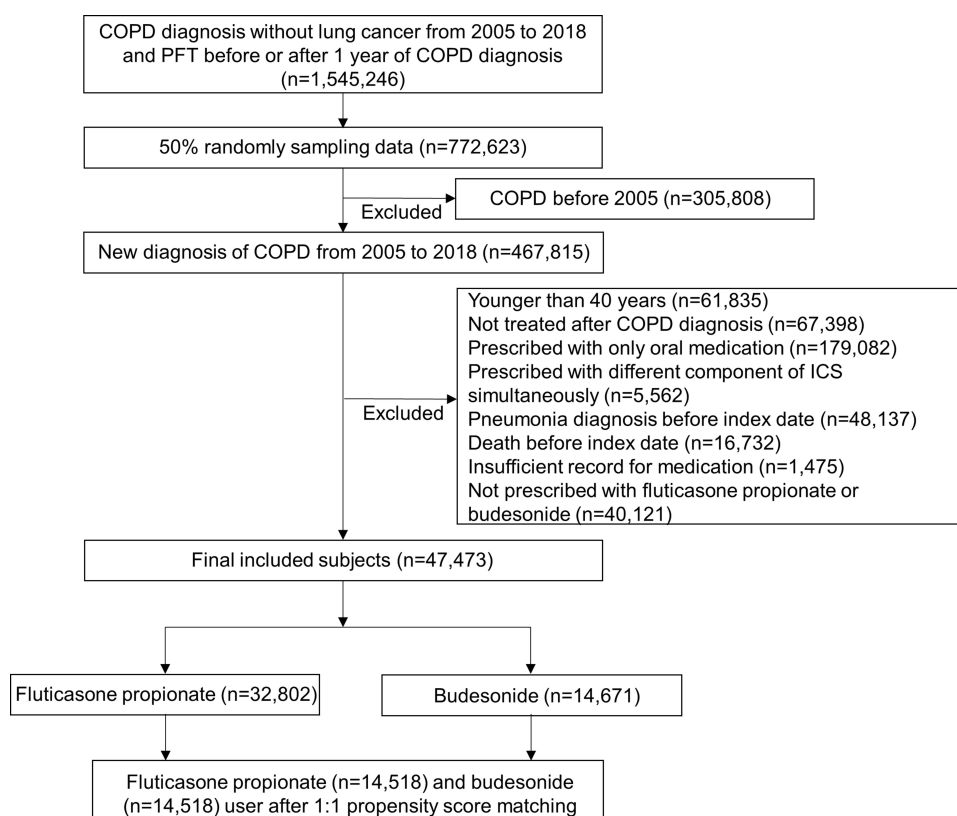 COPD diagnosis without lung cancer from 2005 to 2018
and PFT before or after 1 year of COPD diagnosis
(n=1,545,246)
50% randomly sampling data (n=772,623)
COPD before 2005 (n=305,808)
Excluded
New diagnosis of COPD from 2005 to 2018 (n=467,815)
Younger than 40 years (n=61,835)
Not treated after COPD diagnosis (n=67,398)
Prescribed with only oral medication (n=179,082)
Prescribed with different component of ICS
simultaneously (n=5,562)
Pneumonia diagnosis before index date (n=48,137)
Death before index date (n=16,732)
Insufficient record for medication (n=1,475)
Not prescribed with fluticasone propionate or
budesonide (n=40,121)
Excluded
Final included subjects (n=47,473)
Fluticasone propionate (n=32,802)
Budesonide (n=14,671)
Fluticasone propionate (n=14,518) and budesonide
(n=14,518) user after 1:1 propensity score matching